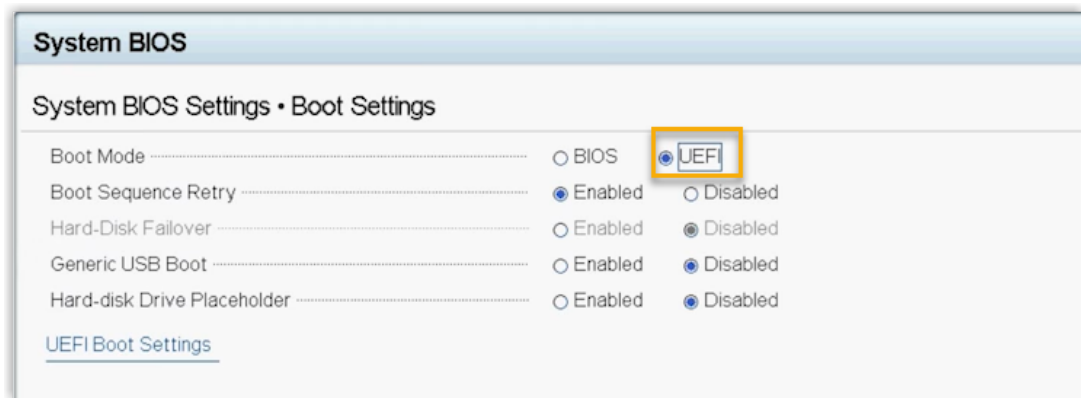 System BIOS
System BIOS Settings • Boot Settings
Boot Mode BIOS UEFI
Boot Sequence Retry Enabled Disabled
Hard-Disk Failover Enabled Disabled
Generic USB Boot Enabled Disabled
Hard-disk Drive Placeholder Enabled Disabled
UEFI Boot Settings